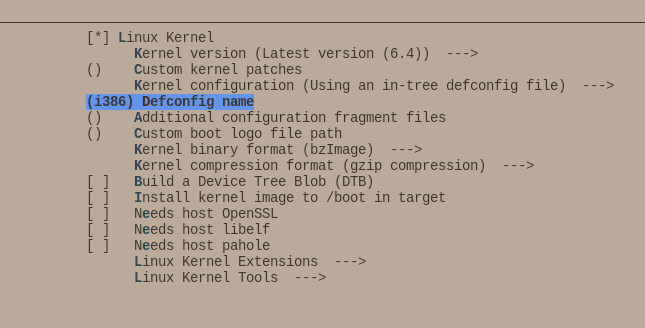 [*] Linux Kernel
Kernel version (Latest version (6.4))  --->
()    Custom kernel patches
Kernel configuration (Using an in-tree defconfig file)  --->
(i386) Defconfig name
()    Additional configuration fragment files
()    Custom boot logo file path
Kernel binary format (bzImage)  --->
Kernel compression format (gzip compression)  --->
[ ]   Build a Device Tree Blob (DTB)
[ ]   Install kernel image to /boot in target
[ ]   Needs host OpenSSL
[ ]   Needs host libelf
[ ]   Needs host pahole
Linux Kernel Extensions  --->
Linux Kernel Tools  --->